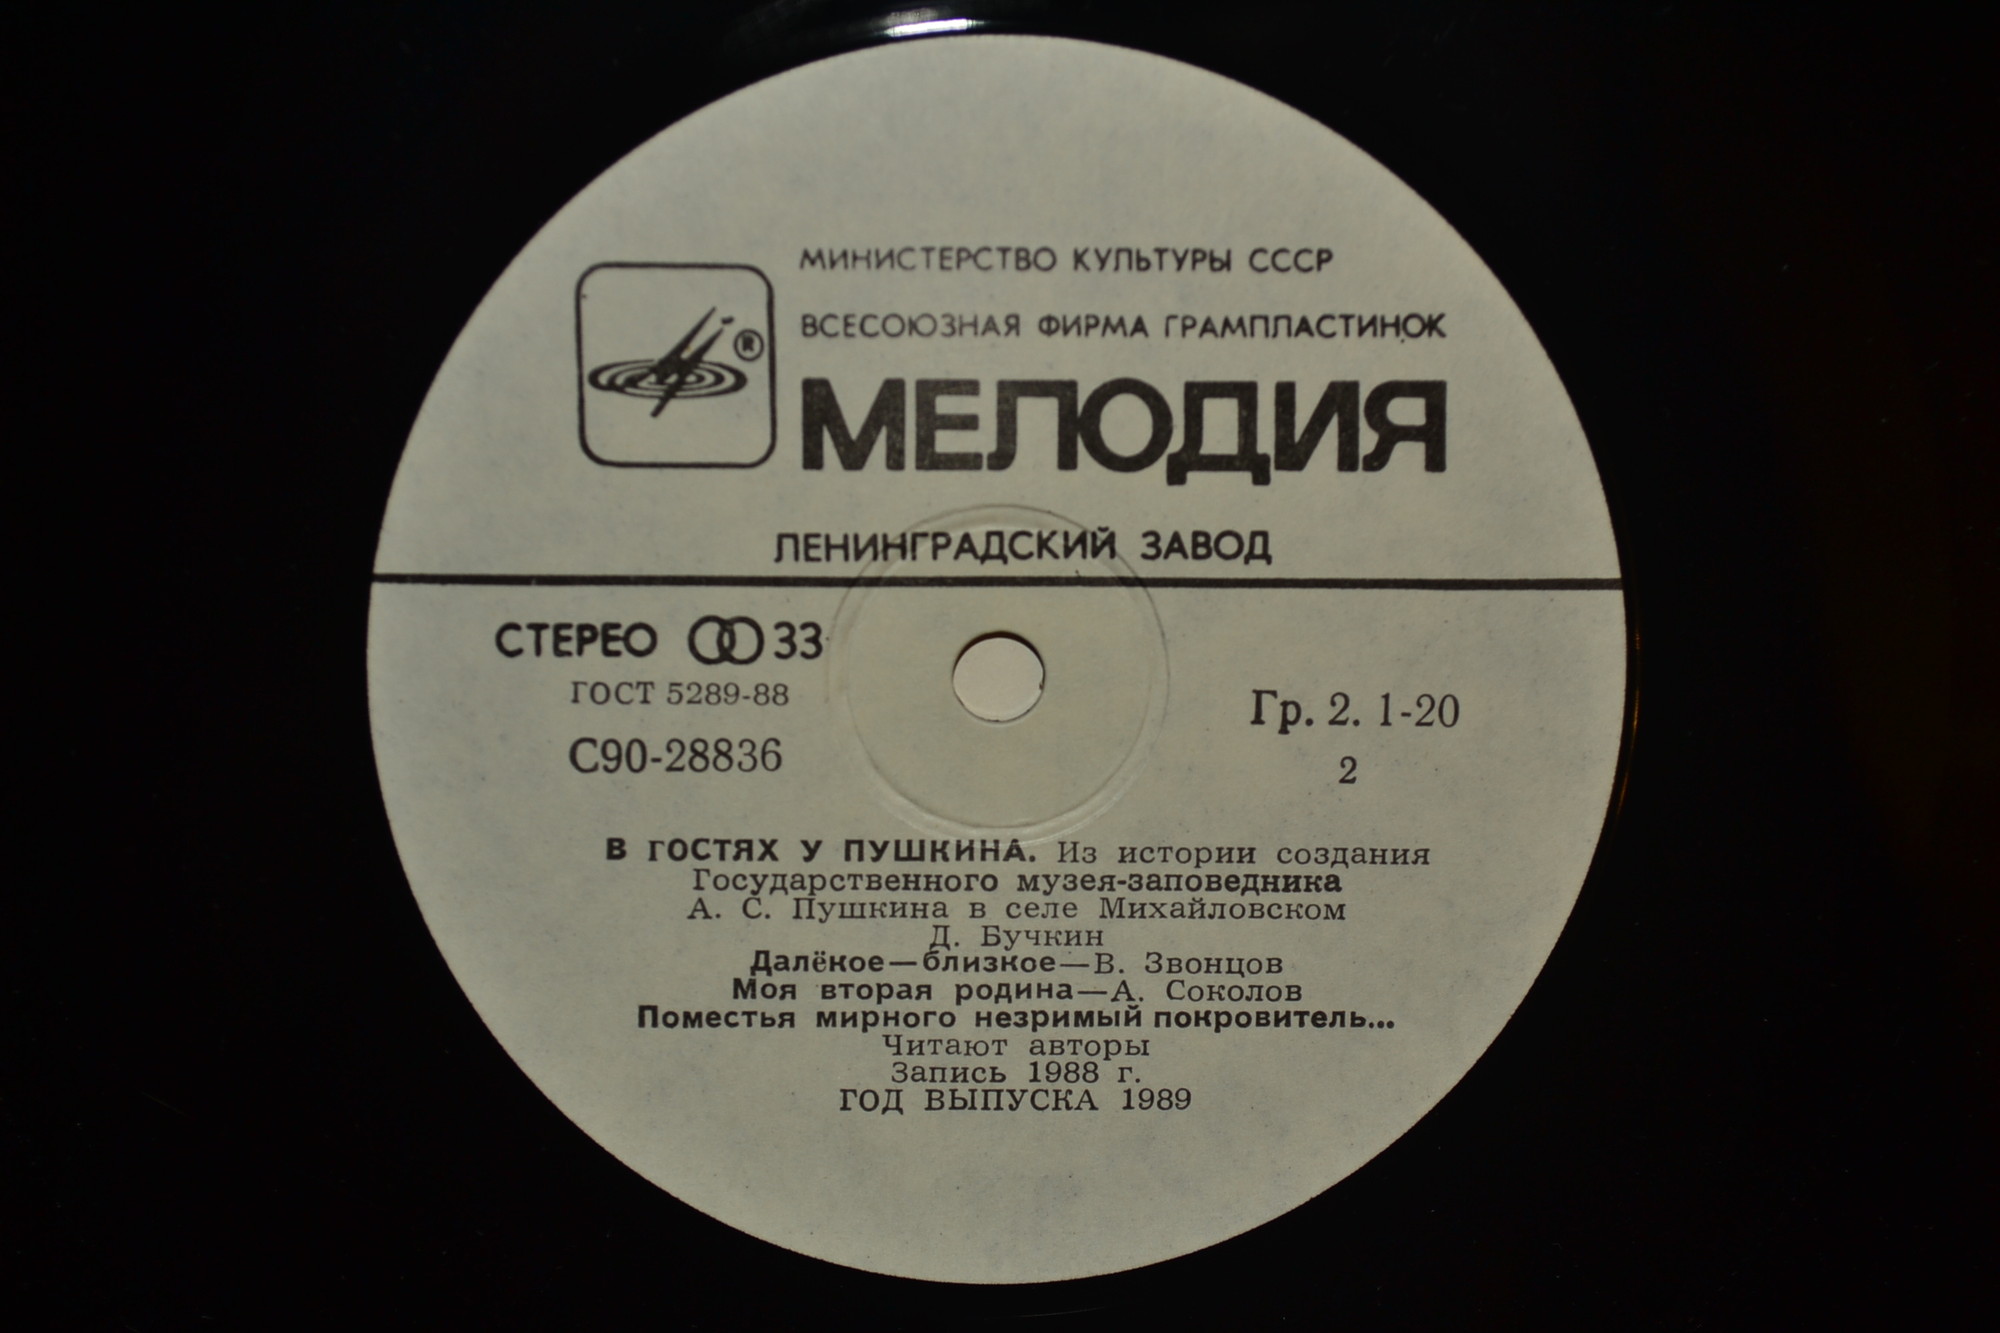 МИНИСТЕРСТВО КУЛЬТУРЫ СССР
ВСЕСОЮЗНАЯ ФИРМА ГРАМПЛАСТИНОК
®
МЕЛОДИЯ
ЛЕНИНГРАДСКИЙ ЗАВОД
СТЕРЕО 33
ГОСТ 5289-88
С90-28836
Гр. 2. 1-20
2
В ГОСТЯХ У ПУШКИНА. Из истории создания
Государственного музея-заповедника
А. С. Пушкина в селе Михайловском
Д. Бучкин
Далёкое—близкое—В. Звонцов
Моя вторая родина—А. Соколов
Поместья мирного незримый покровитель...
Читают авторы
Запись 1988 г.
ГОД ВЫПУСКА 1989